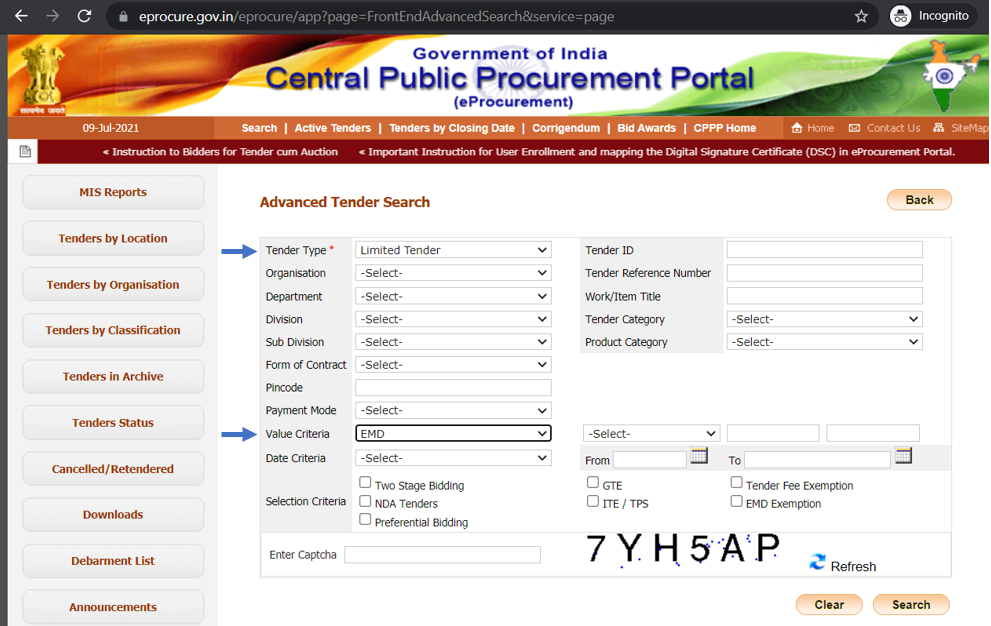 eprocure.gov.in/eprocure/app?page=FrontEndAdvancedSearch&service=page
Incognito
Government of India
Central Public Procurement Portal
(eProcurement)
सत्यमेव जयते
09-Jul-2021
Search | Active Tenders | Tenders by Closing Date | Corrigendum | Bid Awards | CPPP Home
Home
Contact Us
SiteMap
« Instruction to Bidders for Tender cum Auction
« Important Instruction for User Enrollment and mapping the Digital Signature Certificate (DSC) in eProcurement Portal.
MIS Reports
Tenders by Location
Tenders by Organisation
Tenders by Classification
Tenders in Archive
Tenders Status
Cancelled/Retendered
Downloads
Debarment List
Announcements
Advanced Tender Search
Back
Tender Type * Limited Tender
Tender ID
Organisation -Select-
Tender Reference Number
Department -Select-
Work/Item Title
Division -Select-
Tender Category -Select-
Sub Division -Select-
Product Category -Select-
Form of Contract -Select-
Pincode
Payment Mode -Select-
Value Criteria EMD -Select-
Date Criteria -Select- From To
Selection Criteria
Two Stage Bidding
GTE
Tender Fee Exemption
NDA Tenders
ITE / TPS
EMD Exemption
Preferential Bidding
Enter Captcha
7YH5AP
Refresh
Clear
Search